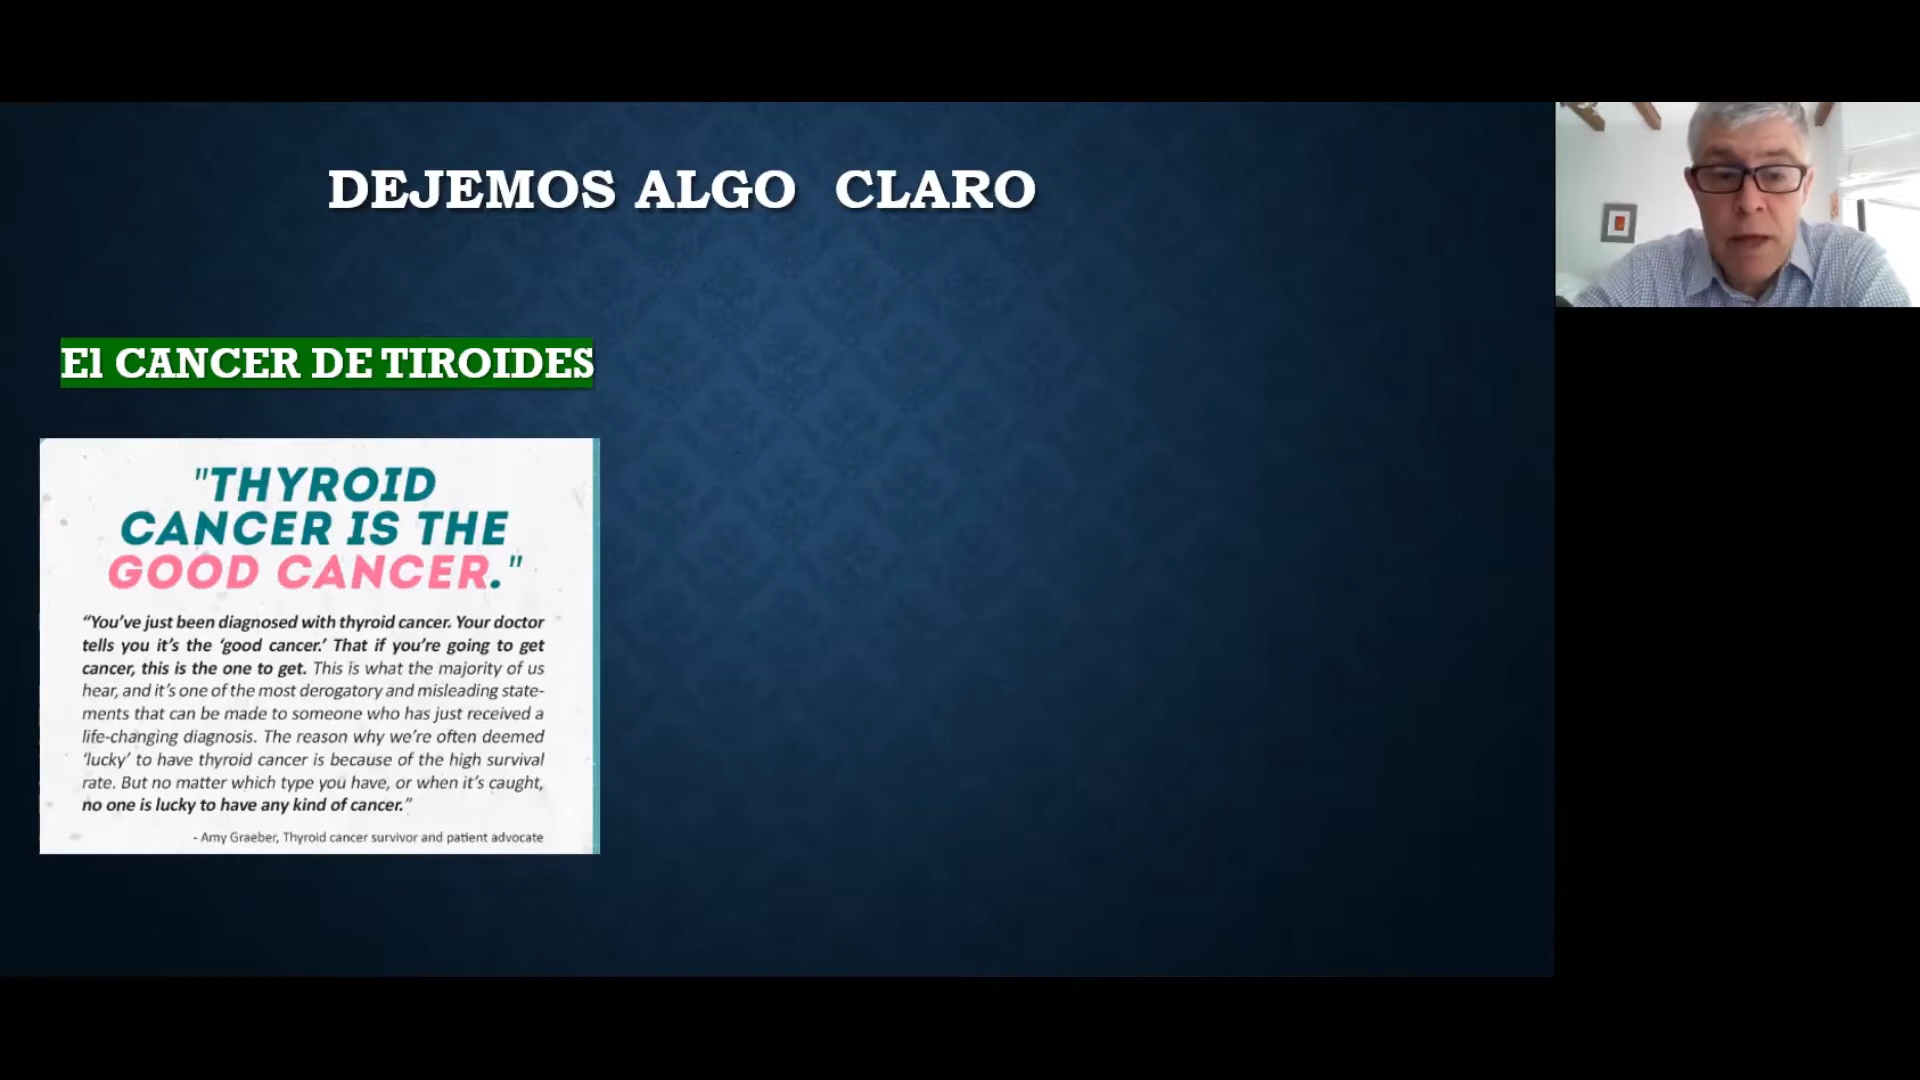 DEJEMOS ALGO CLARO
El CANCER DE TIROIDES
"THYROID
CANCER IS THE
GOOD CANCER."
“You’ve just been diagnosed with thyroid cancer. Your doctor
tells you it’s the ‘good cancer.’ That if you’re going to get
cancer, this is the one to get. This is what the majority of us
hear, and it’s one of the most derogatory and misleading state-
ments that can be made to someone who has just received a
life-changing diagnosis. The reason why we’re often deemed
‘lucky’ to have thyroid cancer is because of the high survival
rate. But no matter which type you have, or when it’s caught,
no one is lucky to have any kind of cancer.”
- Amy Graeber, Thyroid cancer survivor and patient advocate